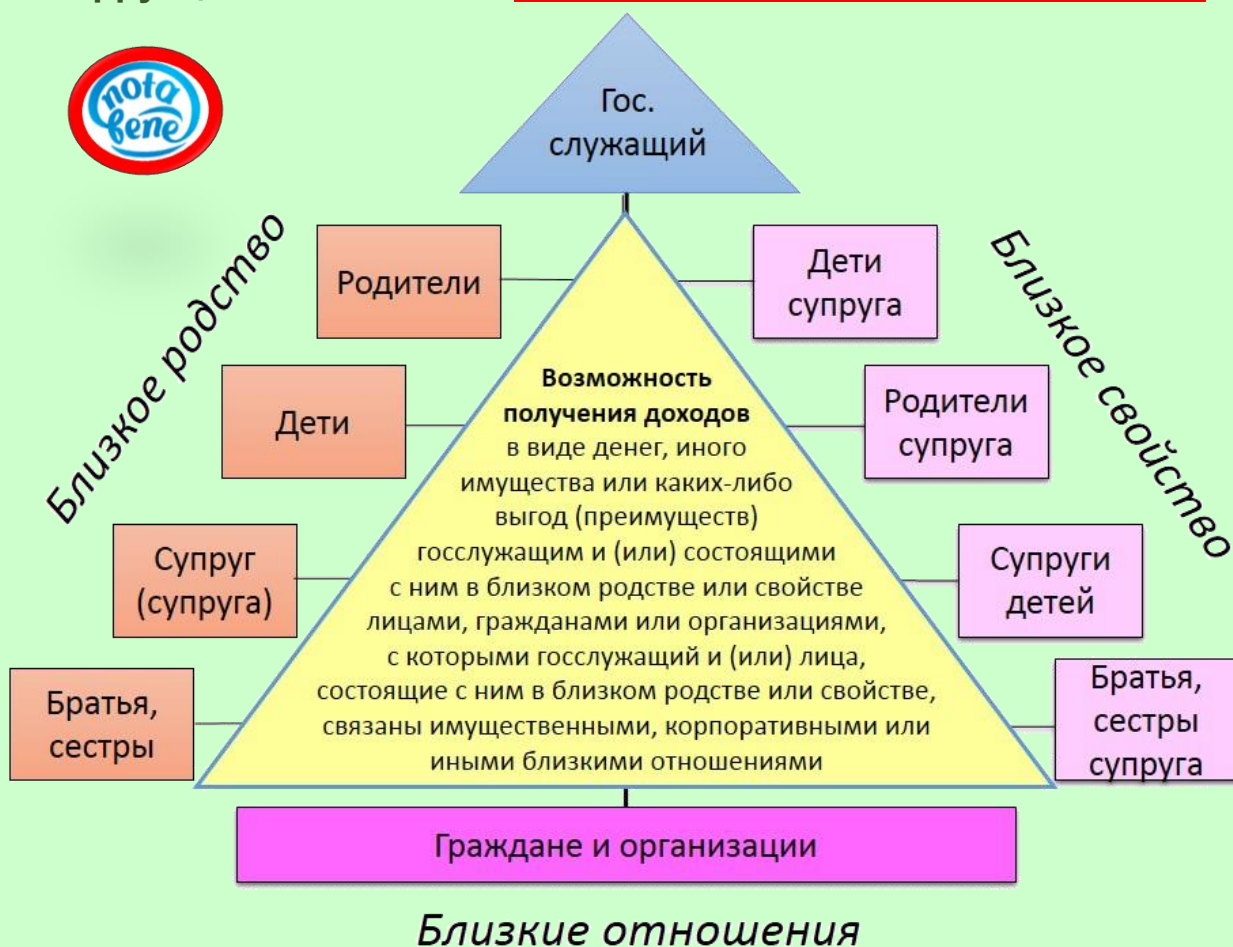 nota
bene
Гос.
служащий
Близкое родство
Родители
Дети
Супруг
(супруга)
Братья,
сестры
Возможность
получения доходов
в виде денег, иного
имущества или каких-либо
выгод (преимуществ)
госслужащим и (или) состоящими
с ним в близком родстве или свойстве
лицами, гражданами или организациями,
с которыми госслужащий и (или) лица,
состоящие с ним в близком родстве или свойстве,
связаны имущественными, корпоративными или
иными близкими отношениями
Близкое свойство
Дети
супруга
Родители
супруга
Супруги
детей
Братья,
сестры
супруга
Граждане и организации
Близкие отношения